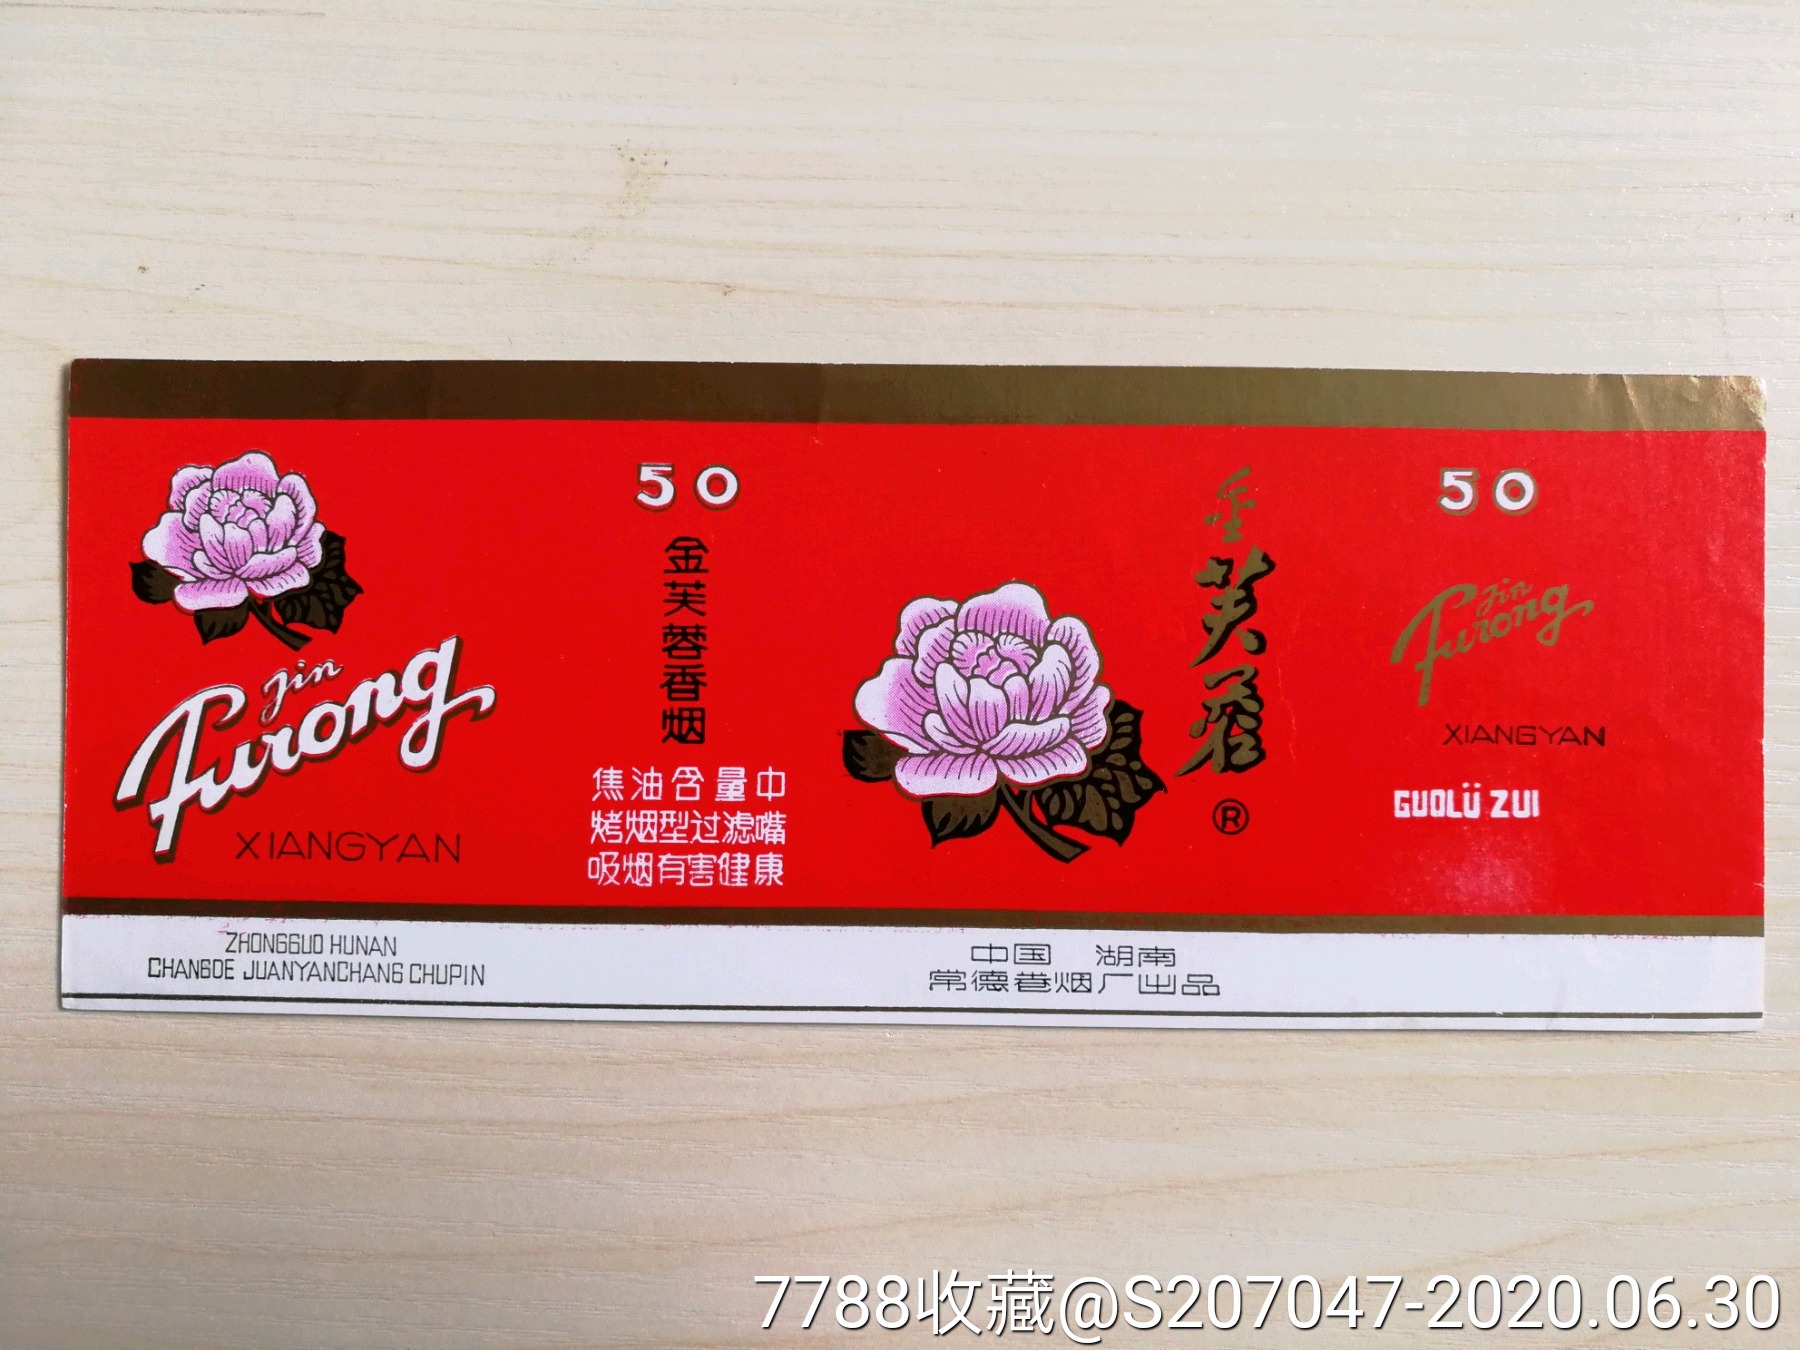 Jin
Furong
XIANGYAN
ZHONGGUO HUNAN
CHANGDE JUANYANCHANG CHUPIN
50
金芙蓉香烟
焦油含量中
烤烟型过滤嘴
吸烟有害健康
金芙蓉
®
中国 湖南
常德卷烟厂出品
50
Jin
Furong
XIANGYAN
GUOLÜ ZUI
7788收藏@S207047-2020.06.30